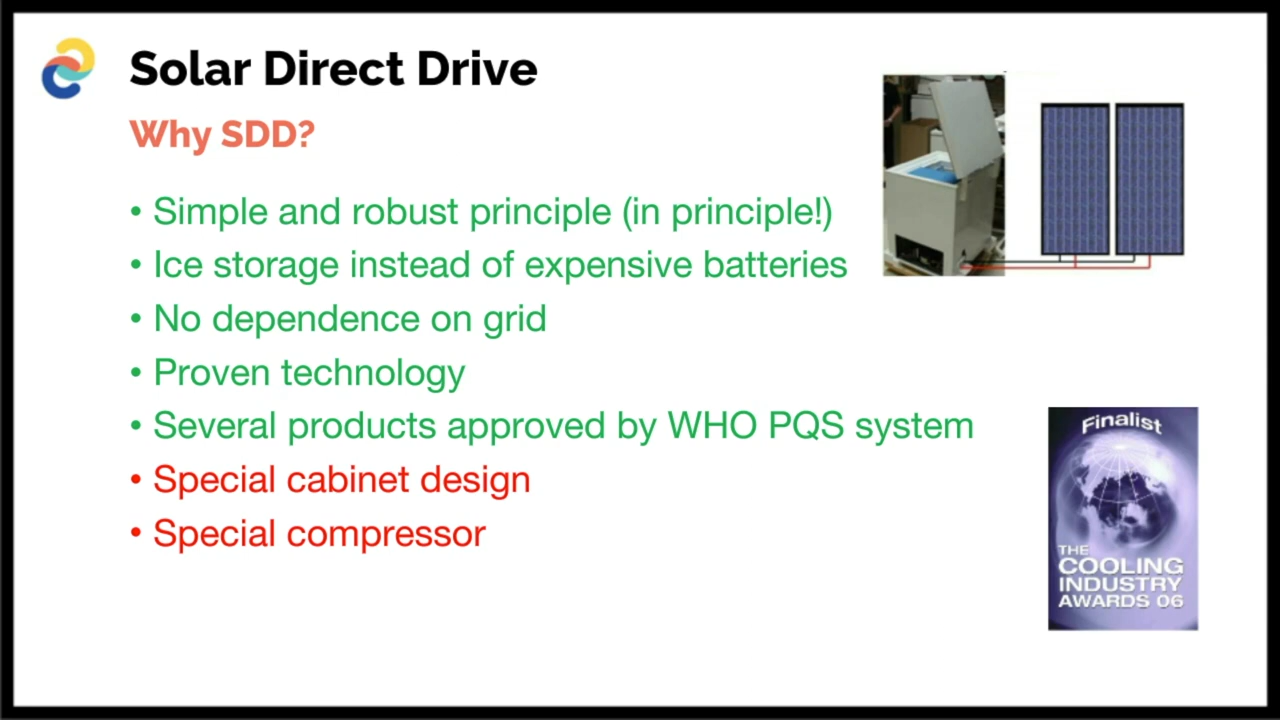 Solar Direct Drive
Why SDD?
• Simple and robust principle (in principle!)
• Ice storage instead of expensive batteries
• No dependence on grid
• Proven technology
• Several products approved by WHO PQS system
• Special cabinet design
• Special compressor
Finalist
THE
COOLING
INDUSTRY
AWARDS 06